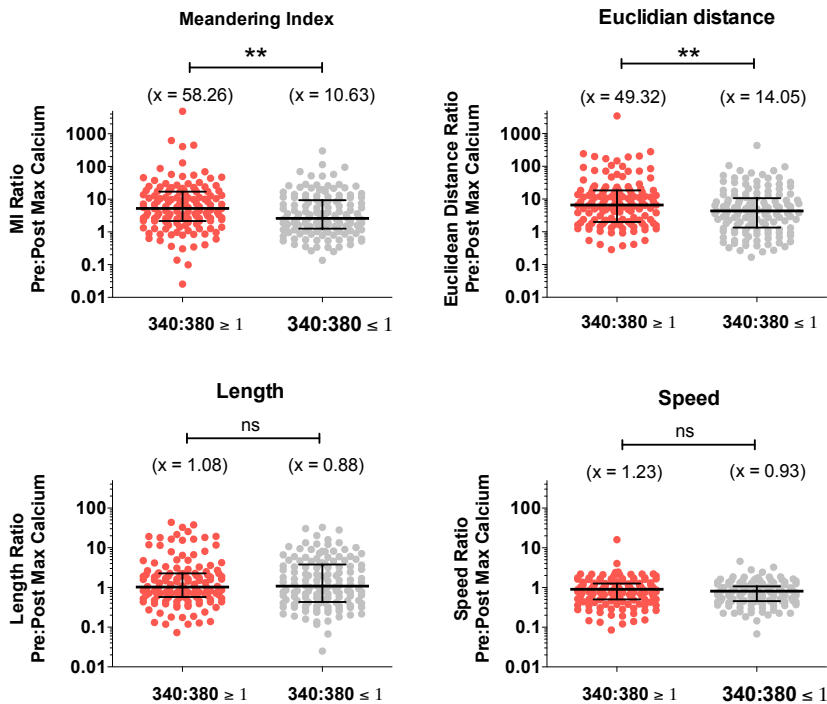 Meandering Index
**
(x = 58.26) (x = 10.63)
MI Ratio
Pre:Post Max Calcium
1000
100
10
1
0.1
0.01
340:380 ≥ 1 340:380 ≤ 1
Euclidian distance
**
(x = 49.32) (x = 14.05)
Euclidean Distance Ratio
Pre:Post Max Calcium
1000
100
10
1
0.1
0.01
340:380 ≥ 1 340:380 ≤ 1
Length
ns
(x = 1.08) (x = 0.88)
Length Ratio
Pre:Post Max Calcium
100
10
1
0.1
0.01
340:380 ≥ 1 340:380 ≤ 1
Speed
ns
(x = 1.23) (x = 0.93)
Speed Ratio
Pre:Post Max Calcium
100
10
1
0.1
0.01
340:380 ≥ 1 340:380 ≤ 1